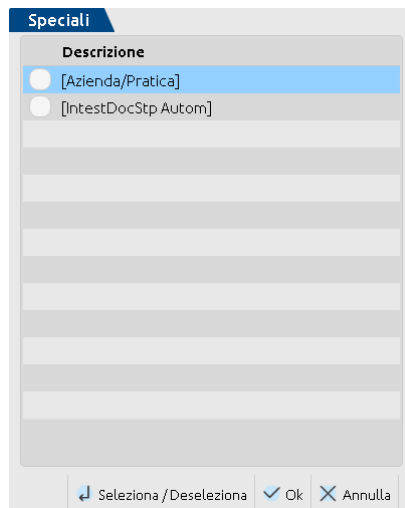 Speciali
Descrizione
[Azienda/Pratica]
[IntestDocStp Autom]
Seleziona / Deseleziona Ok Annulla